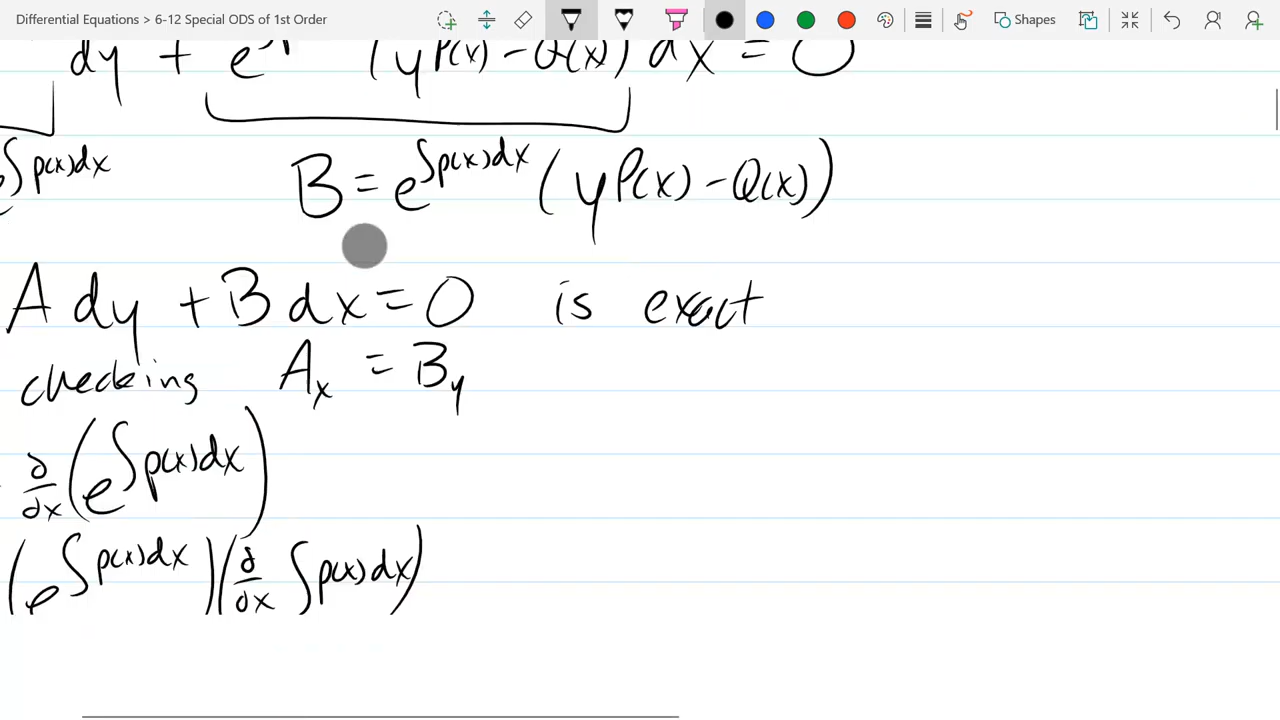 Differential Equations > 6-12 Special ODS of 1st Order
Shapes
dy + e^∫ (yP(x) - Q(x)) dx = 0
e^∫p(x)dx
B = e^∫p(x)dx (yP(x) - Q(x))
A dy + B dx = 0 is exact
checking A_x = B_y
∂/∂x (e^∫p(x)dx)
(e^∫p(x)dx)(∂/∂x ∫p(x)dx)